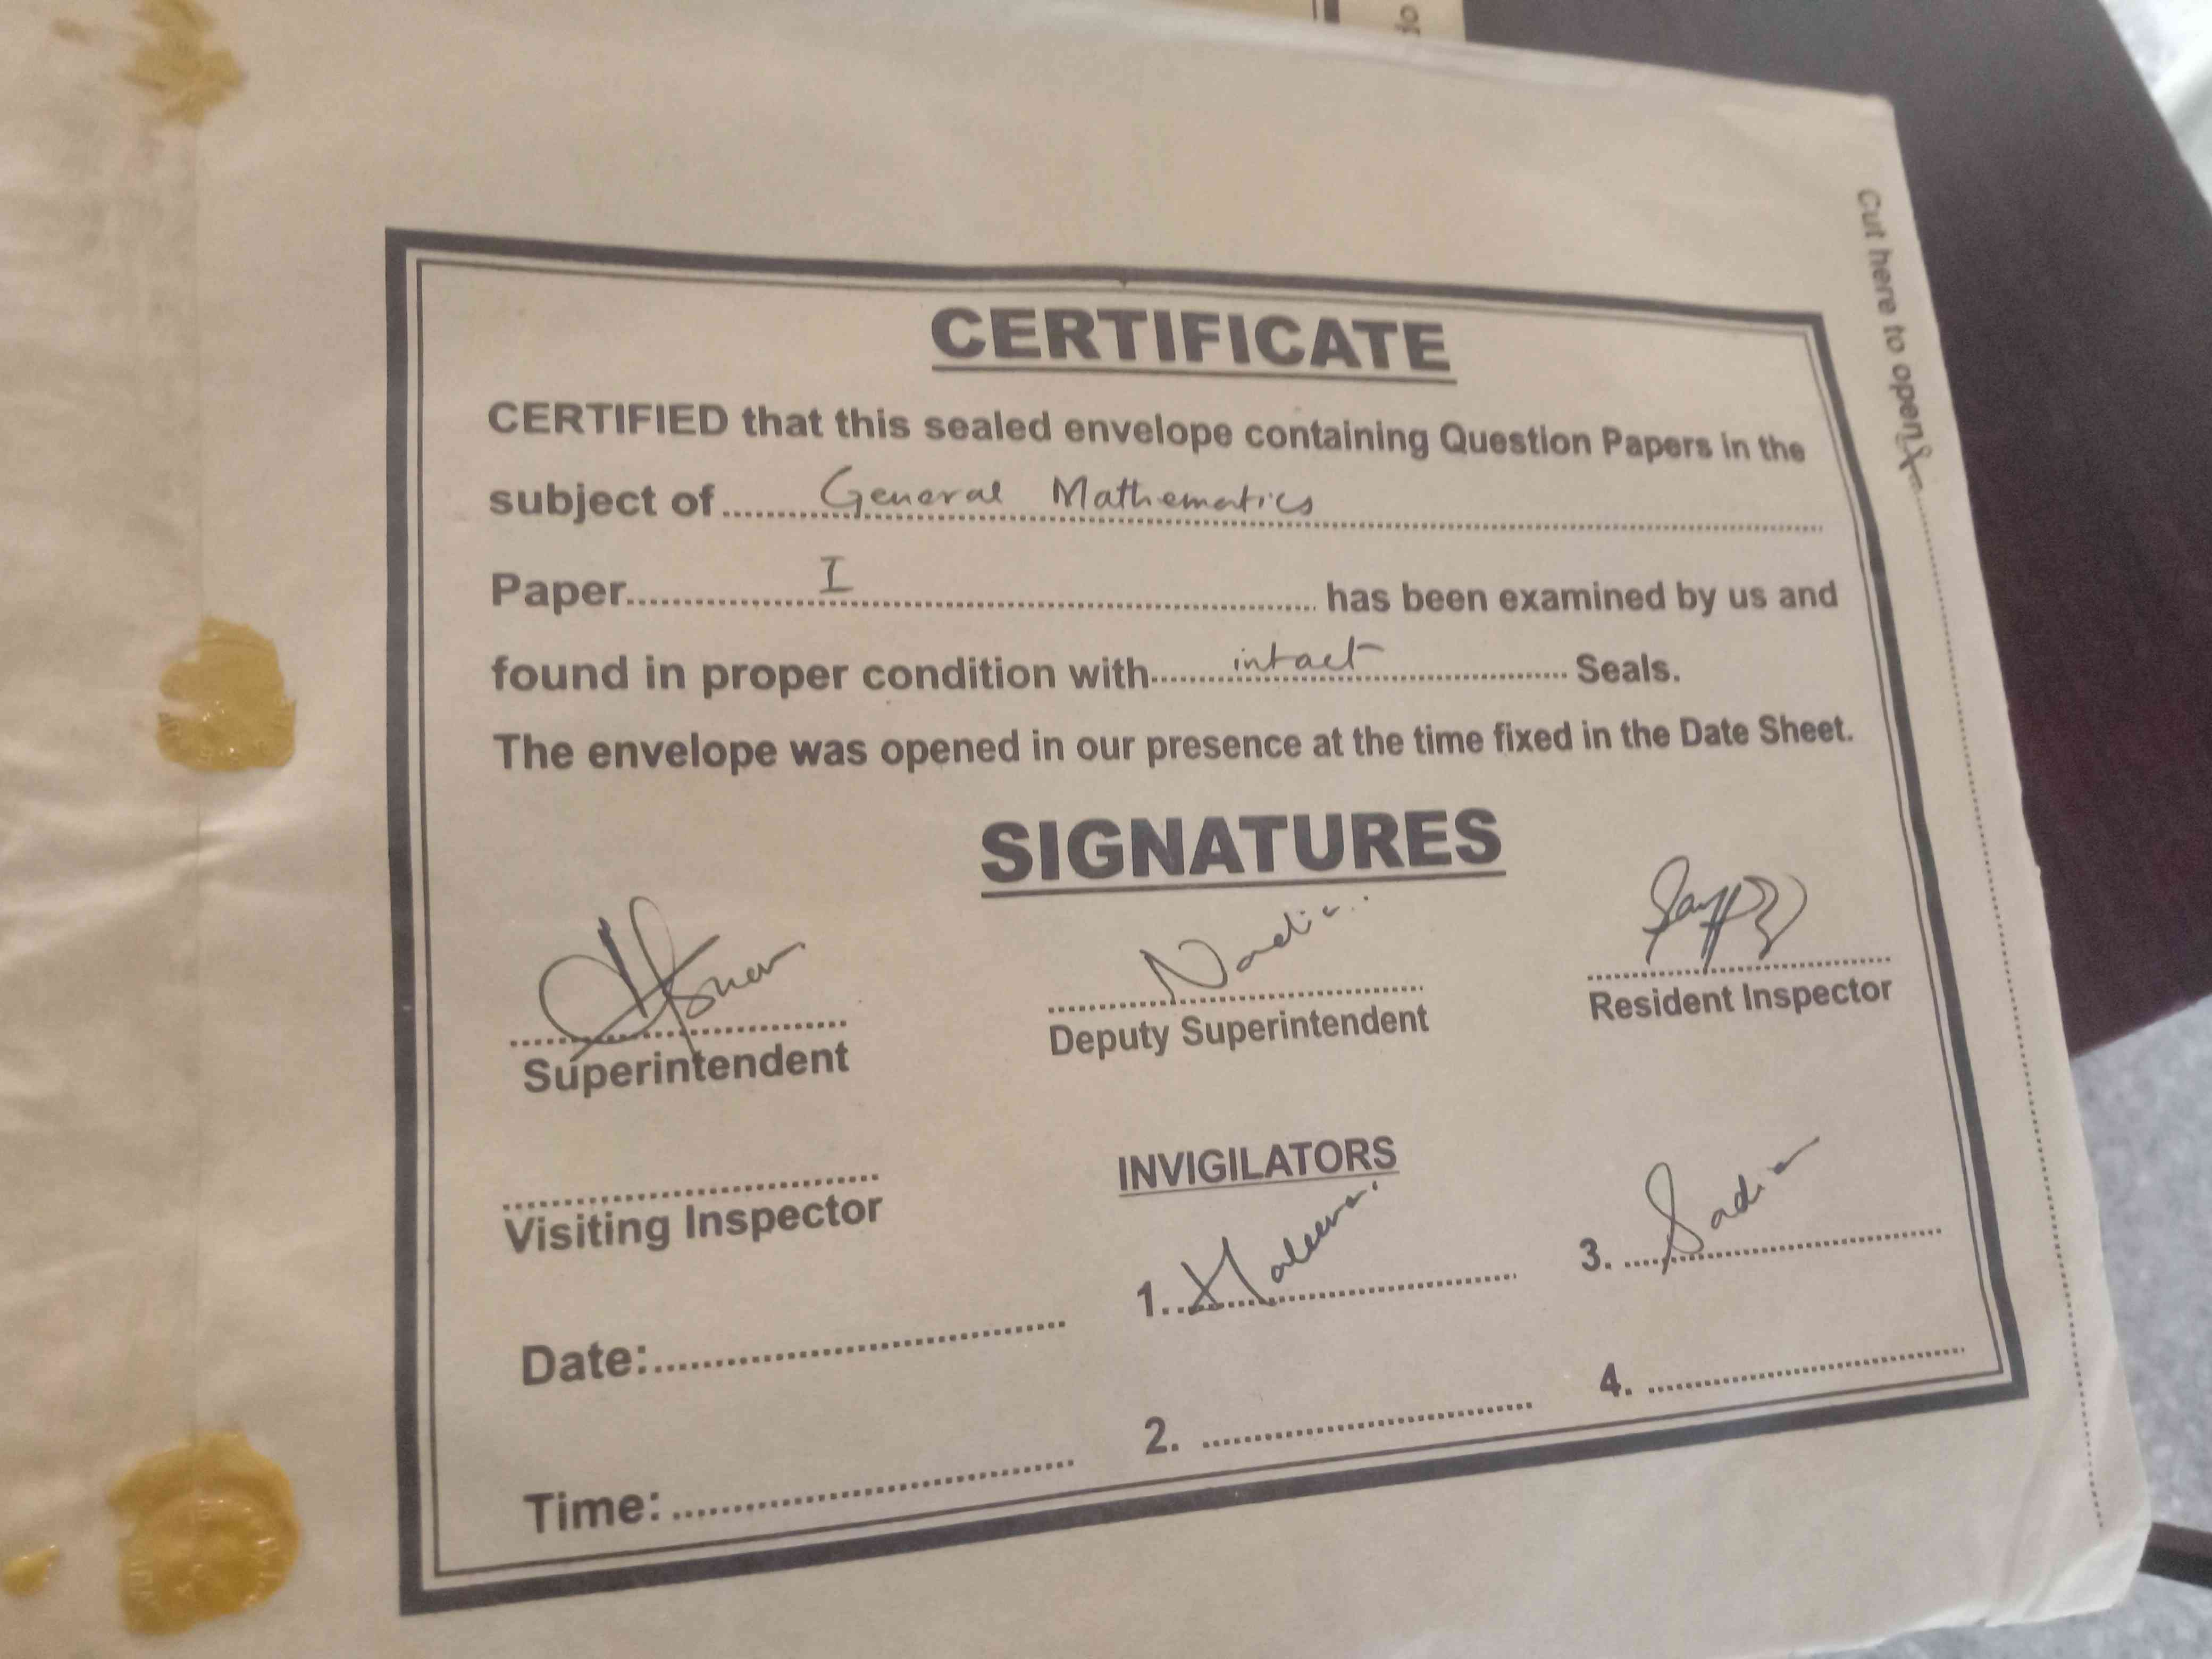 Cut here to open
CERTIFICATE
CERTIFIED that this sealed envelope containing Question Papers in the
subject of........General Mathematics........
Paper........I........ has been examined by us and
found in proper condition with........intact........ Seals.
The envelope was opened in our presence at the time fixed in the Date Sheet.
SIGNATURES
Nadia
Superintendent
Deputy Superintendent
Resident Inspector
Visiting Inspector
INVIGILATORS
1.
3. Sadia
Date:
2.
4.
Time: